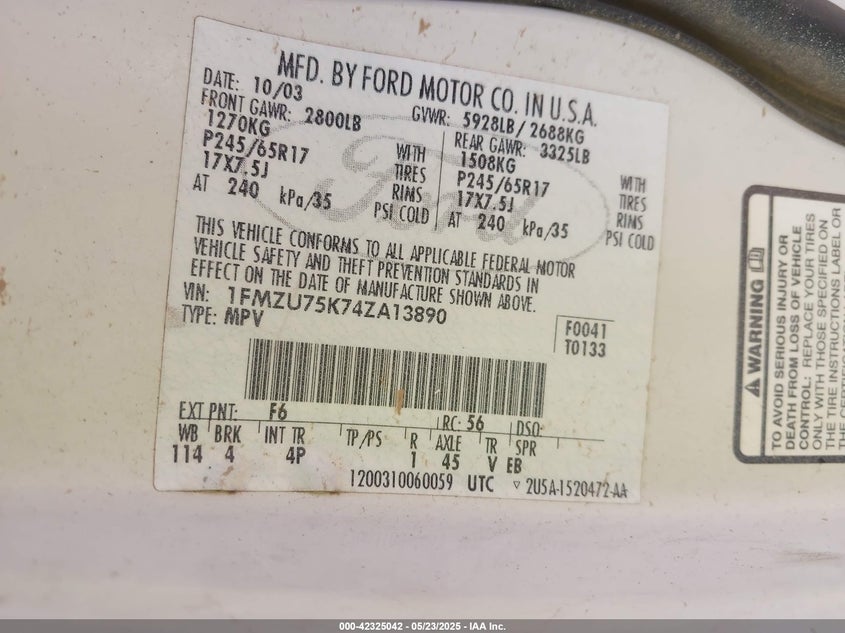 MFD. BY FORD MOTOR CO. IN U.S.A.
DATE: 10/03 GVWR: 5928LB/ 2688KG
FRONT GAWR: 2800LB REAR GAWR: 3325LB
1270KG WITH 1508KG WITH
P245/65R17 TIRES P245/65R17 TIRES
17X7.5J RIMS 17X7.5J RIMS
AT 240 kPa/35 PSI COLD AT 240 kPa/35 PSI COLD
THIS VEHICLE CONFORMS TO ALL APPLICABLE FEDERAL MOTOR
VEHICLE SAFETY AND THEFT PREVENTION STANDARDS IN
EFFECT ON THE DATE OF MANUFACTURE SHOWN ABOVE.
VIN: 1FMZU75K74ZA13890
TYPE: MPV
F0041
T0133
EXT PNT: F6 RC: 56 DSO:
WB BRK INT TR TP/PS R AXLE TR SPR
114 4 4P 1 45 V EB
1200310060059 UTC ▽ 2U5A-1520472-AA
Ford
WARNING
TO AVOID SERIOUS INJURY OR
DEATH FROM LOSS OF VEHICLE
CONTROL: REPLACE YOUR TIRES
ONLY WITH THOSE SPECIFIED ON
THE TIRE INSTRUCTIONS LABEL OR
000-42325042 - 05/23/2025 - IAA Inc.